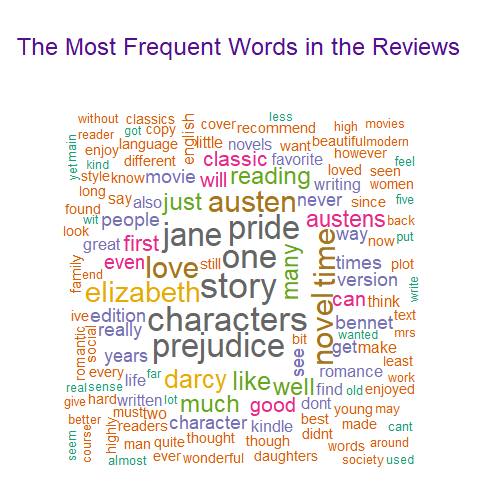 The Most Frequent Words in the Reviews
without classics less
reader copy english cover recommend high movies
yet main enjoy language little novels want beautiful modern
kind different classic favorite however feel
style know movie will reading loved seen
long say also just austen never writing women five
found wit people austens since back
look great first jane pride way now put
even love still one many time times plot
family end elizabeth story novel version write
ive edition characters can think text
romantic social really prejudice bit bennet wanted mrs
years see get make least
every life far darcy like well romance work
real sense find old enjoyed
give hard written lot much good dont young may
better must two character kindle best made cant
seem course highly readers thought though didnt words around
man quite daughters society used
almost ever wonderful